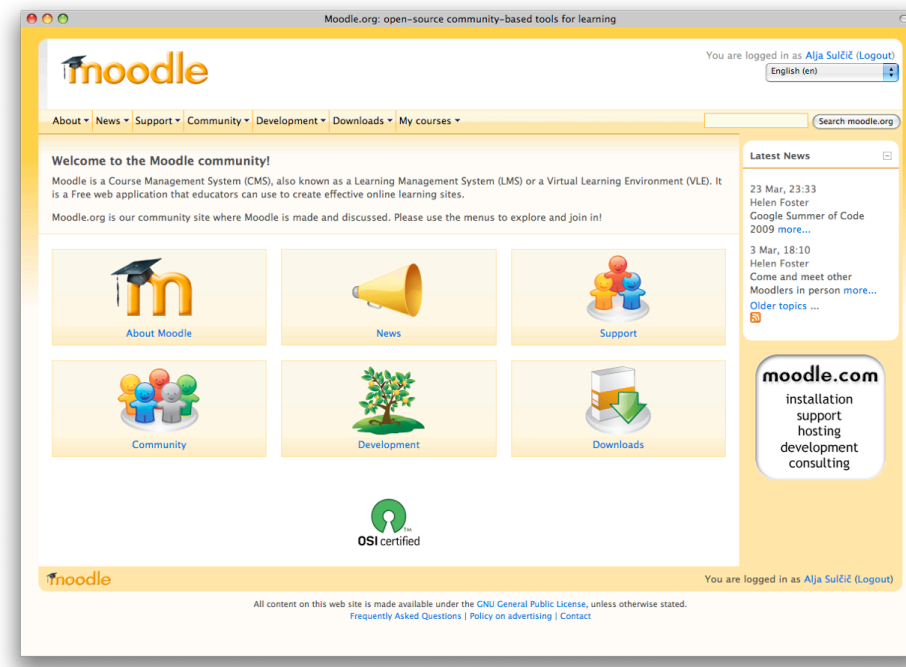 Moodle.org: open-source community-based tools for learning
moodle
You are logged in as Alja Sulčič (Logout)
English (en)
About News Support Community Development Downloads My courses
Search moodle.org
Welcome to the Moodle community!
Moodle is a Course Management System (CMS), also known as a Learning Management System (LMS) or a Virtual Learning Environment (VLE). It
is a Free web application that educators can use to create effective online learning sites.
Moodle.org is our community site where Moodle is made and discussed. Please use the menus to explore and join in!
About Moodle
News
Support
Community
Development
Downloads
OSI certified
TM
Latest News
23 Mar, 23:33
Helen Foster
Google Summer of Code
2009 more...
3 Mar, 18:10
Helen Foster
Come and meet other
Moodlers in person more...
Older topics ...
moodle.com
installation
support
hosting
development
consulting
moodle
You are logged in as Alja Sulčič (Logout)
All content on this web site is made available under the GNU General Public License, unless otherwise stated.
Frequently Asked Questions | Policy on advertising | Contact